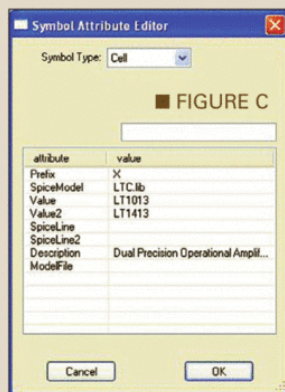 Symbol Attribute Editor
Symbol Type: Cell
■ FIGURE C
attribute value
Prefix X
SpiceModel LTC.lib
Value LT1013
Value2 LT1413
SpiceLine
SpiceLine2
Description Dual Precision Operational Amplif...
ModelFile
Cancel OK